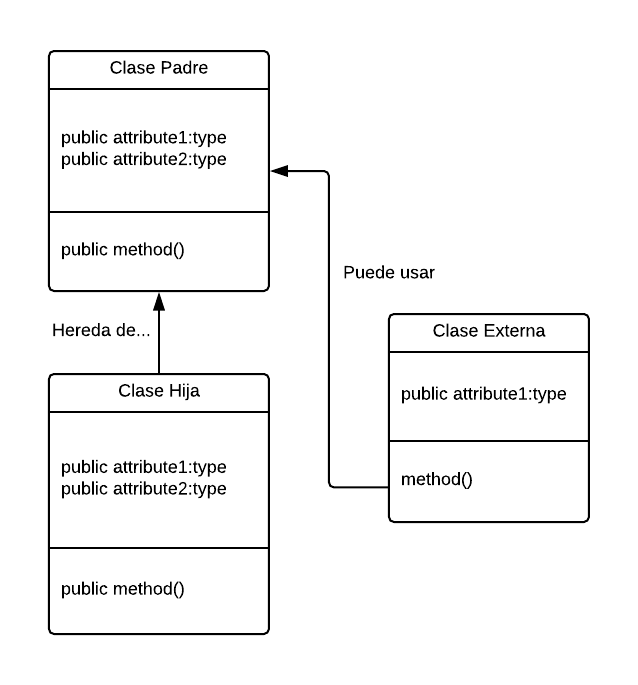 Clase Padre
public attribute1:type
public attribute2:type
public method()
Hereda de...
Clase Hija
public attribute1:type
public attribute2:type
public method()
Puede usar
Clase Externa
public attribute1:type
method()